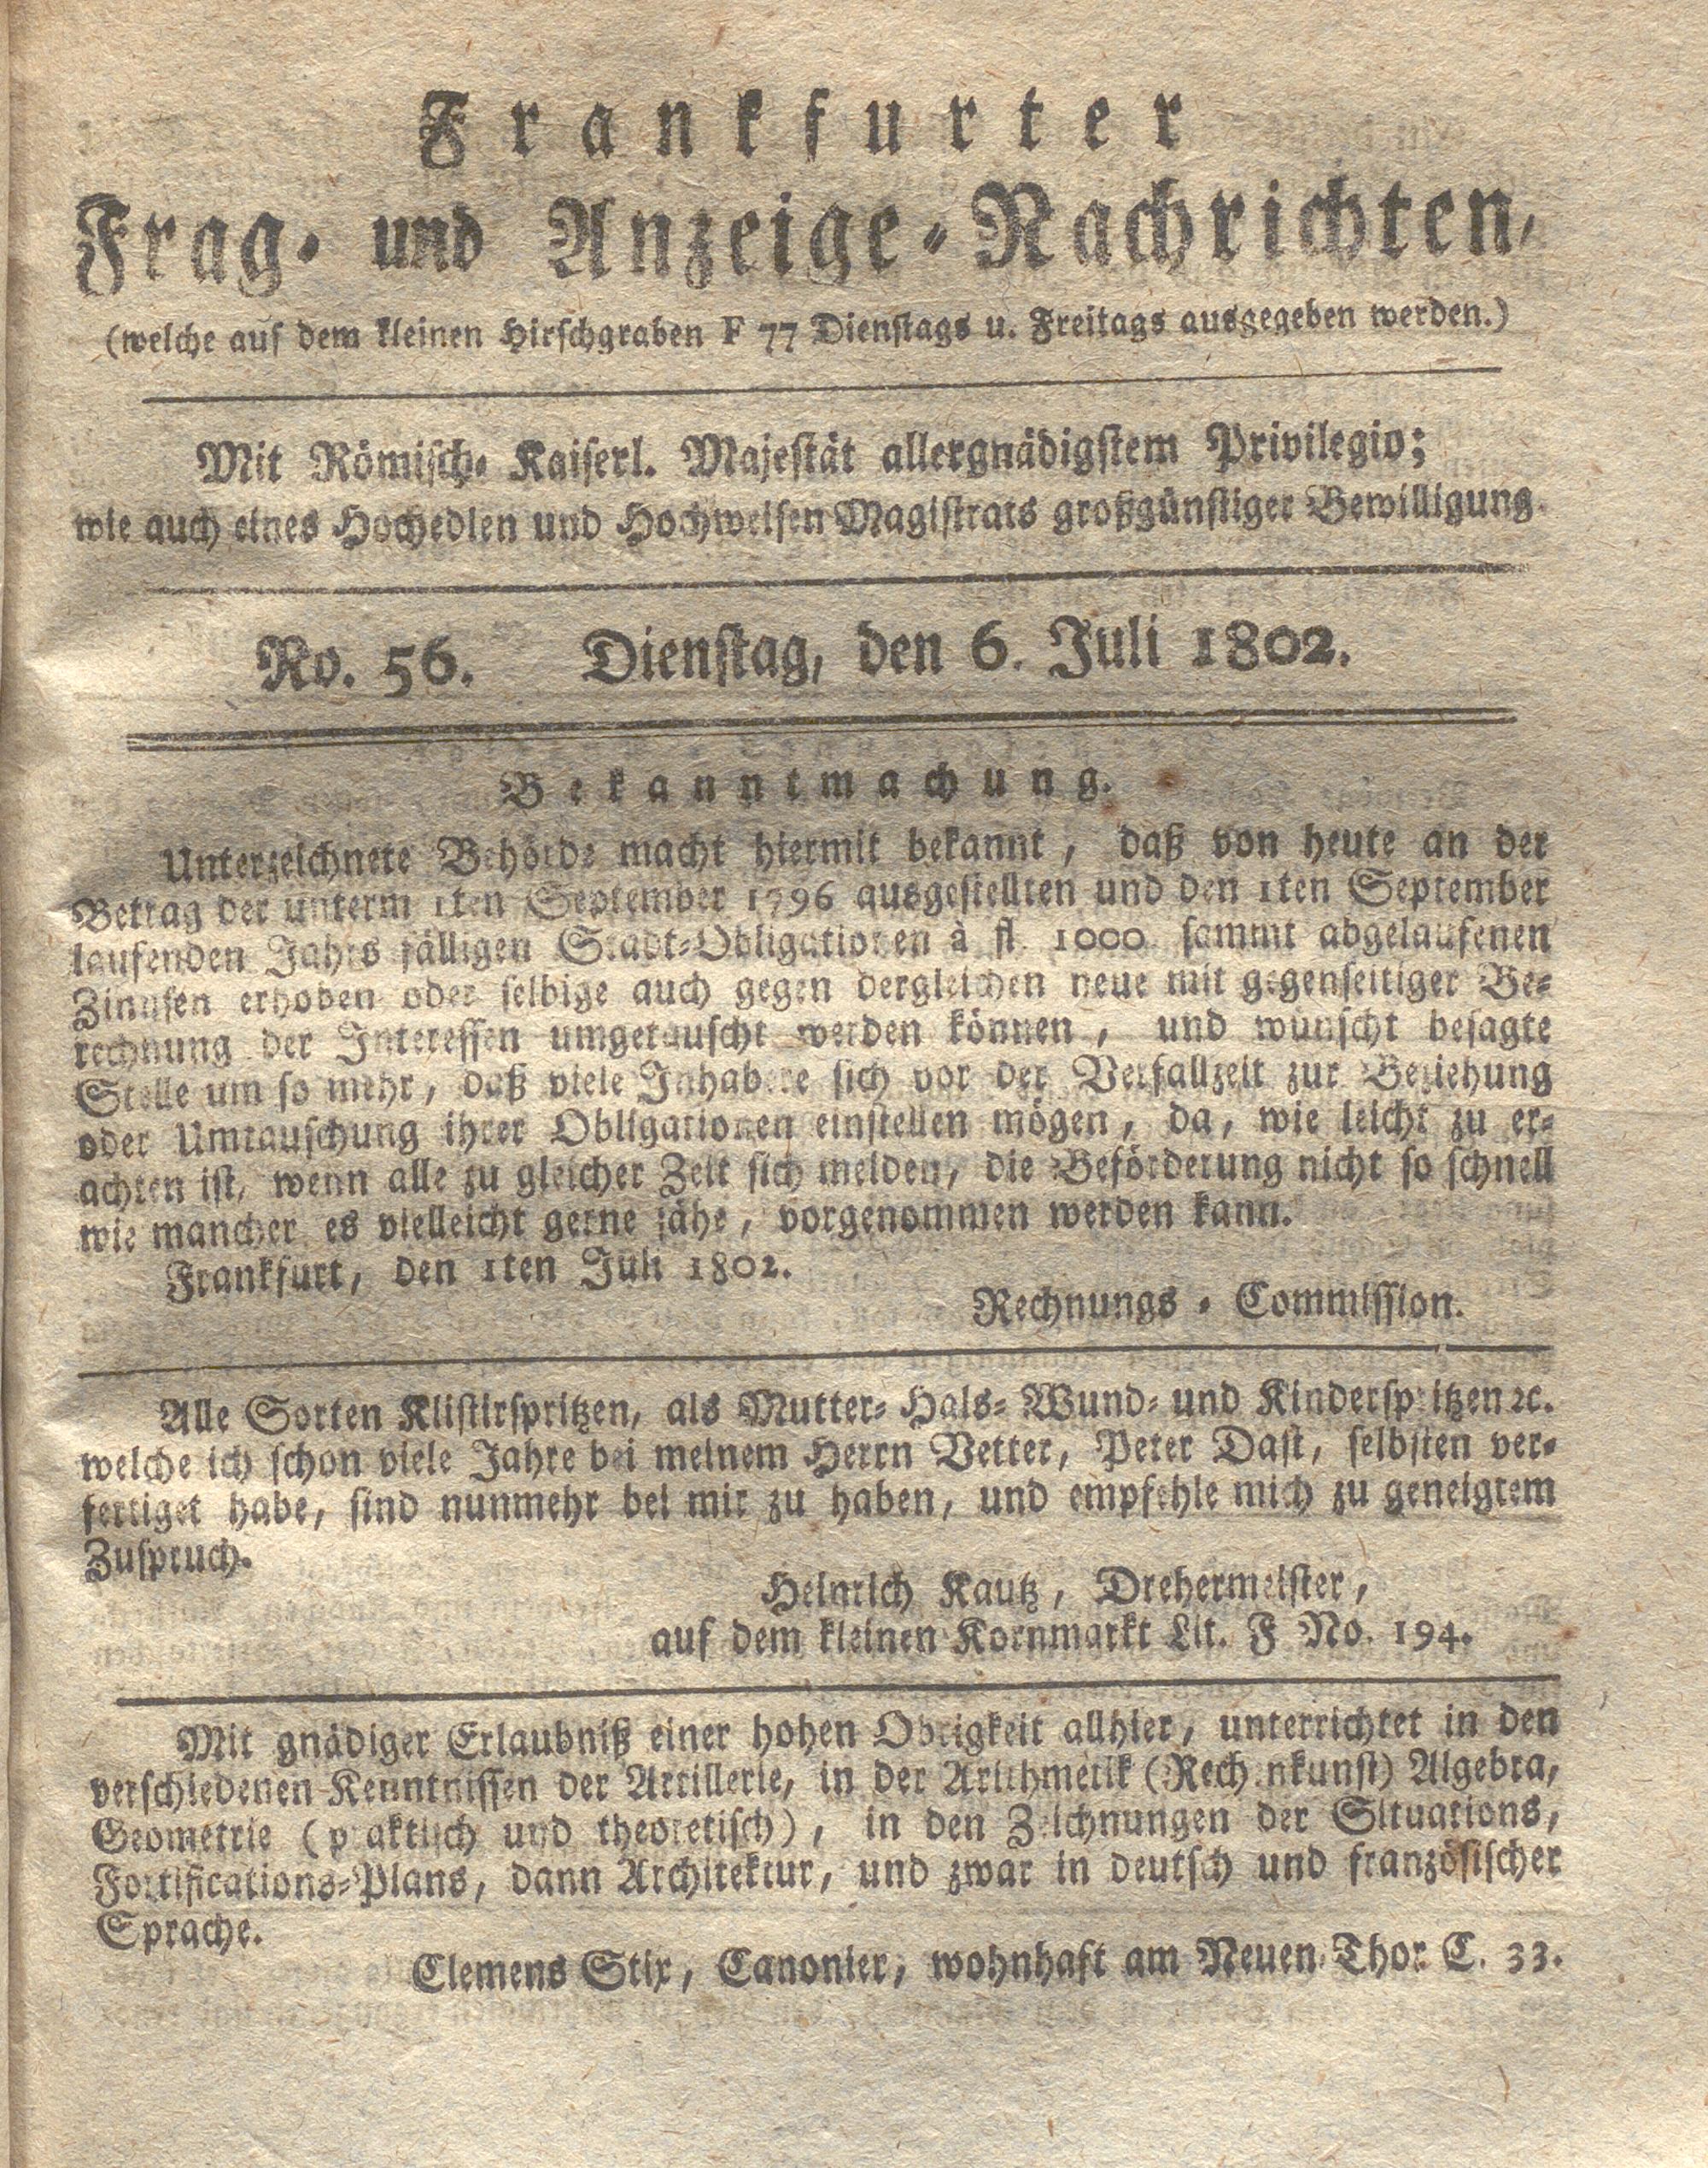 Frankfurter
Frag- und Anzeige-Nachrichten,
(welche auf dem kleinen Hirschgraben F 77 Dienstags u. Freitags ausgegeben werden.)
Mit Römisch- Kaiserl. Majestät allergnädigstem Privilegio;
wie auch eines Hochedlen und Hochweisen Magistrats großgünstiger Bewilligung.
No. 56. Dienstag, den 6. Juli 1802.
Bekanntmachung.
Unterzeichnete Behörde macht hiermit bekannt, daß von heute an der
Betrag der unterm 1ten September 1796 ausgestellten und den 1ten September
laufenden Jahrs fälligen Stadt-Obligationen à fl. 1000 sammt abgelaufenen
Zinnsen erhoben oder selbige auch gegen dergleichen neue mit gegenseitiger Be-
rechnung der Interessen umgetauscht werden können, und wünscht besagte
Stelle um so mehr, daß viele Inhabere sich vor der Verfallzeit zur Beziehung
oder Umtauschung ihrer Obligationen einstellen mögen, da, wie leicht zu er-
achten ist, wenn alle zu gleicher Zeit sich melden, die Beförderung nicht so schnell
wie mancher es vielleicht gerne sähe, vorgenommen werden kann.
Frankfurt, den 1ten Juli 1802.
Rechnungs - Commission.
Alle Sorten Klistirspritzen, als Mutter- Hals- Wund- und Kinderspritzen ꝛc.
welche ich schon viele Jahre bei meinem Herrn Vetter, Peter Dast, selbsten ver-
fertiget habe, sind nunmehr bei mir zu haben, und empfehle mich zu geneigtem
Zuspruch.
Heinrich Kautz, Drehermeister,
auf dem kleinen Kornmarkt Lit. F No. 194.
Mit gnädiger Erlaubniß einer hohen Obrigkeit allhier, unterrichtet in den
verschiedenen Kenntnissen der Artillerie, in der Arithmetik (Rechenkunst) Algebra,
Geometrie (praktisch und theoretisch), in den Zeichnungen der Situations,
Fortifications-Plans, dann Architektur, und zwar in deutsch und französischer
Sprache.
Clemens Stix, Canonier, wohnhaft am Neuen Thor C. 33.